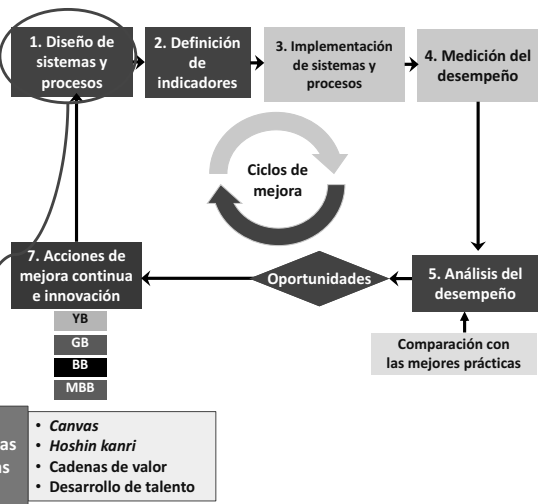 1. Diseño de
sistemas y
procesos
2. Definición
de
indicadores
3. Implementación
de sistemas y
procesos
4. Medición del
desempeño
Ciclos de
mejora
7. Acciones de
mejora continua
e innovación
Oportunidades
5. Análisis del
desempeño
YB
GB
BB
MBB
Comparación con
las mejores prácticas
• Canvas
• Hoshin kanri
• Cadenas de valor
• Desarrollo de talento